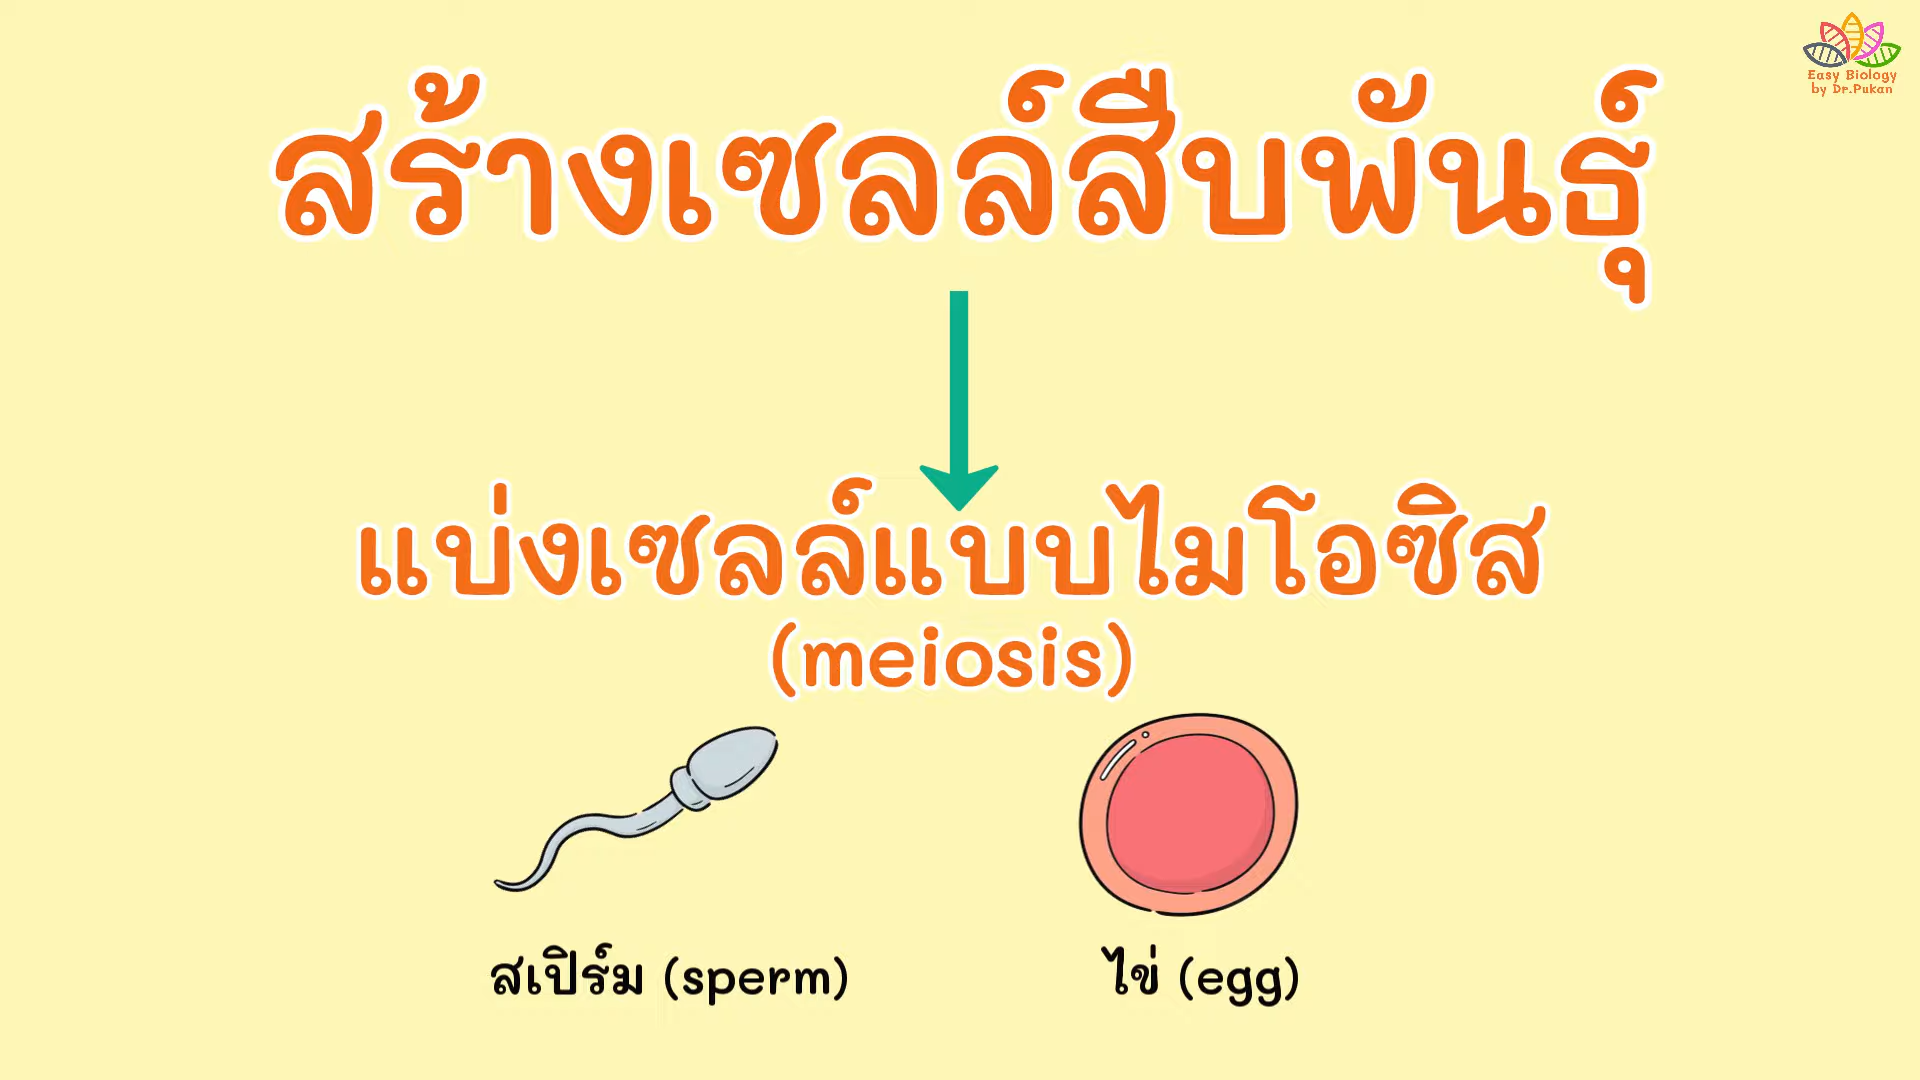 Easy Biology
by Dr.Pukan
สร้างเซลล์สืบพันธุ์
แบ่งเซลล์แบบไมโอซิส
(meiosis)
สเปิร์ม (sperm)
ไข่ (egg)